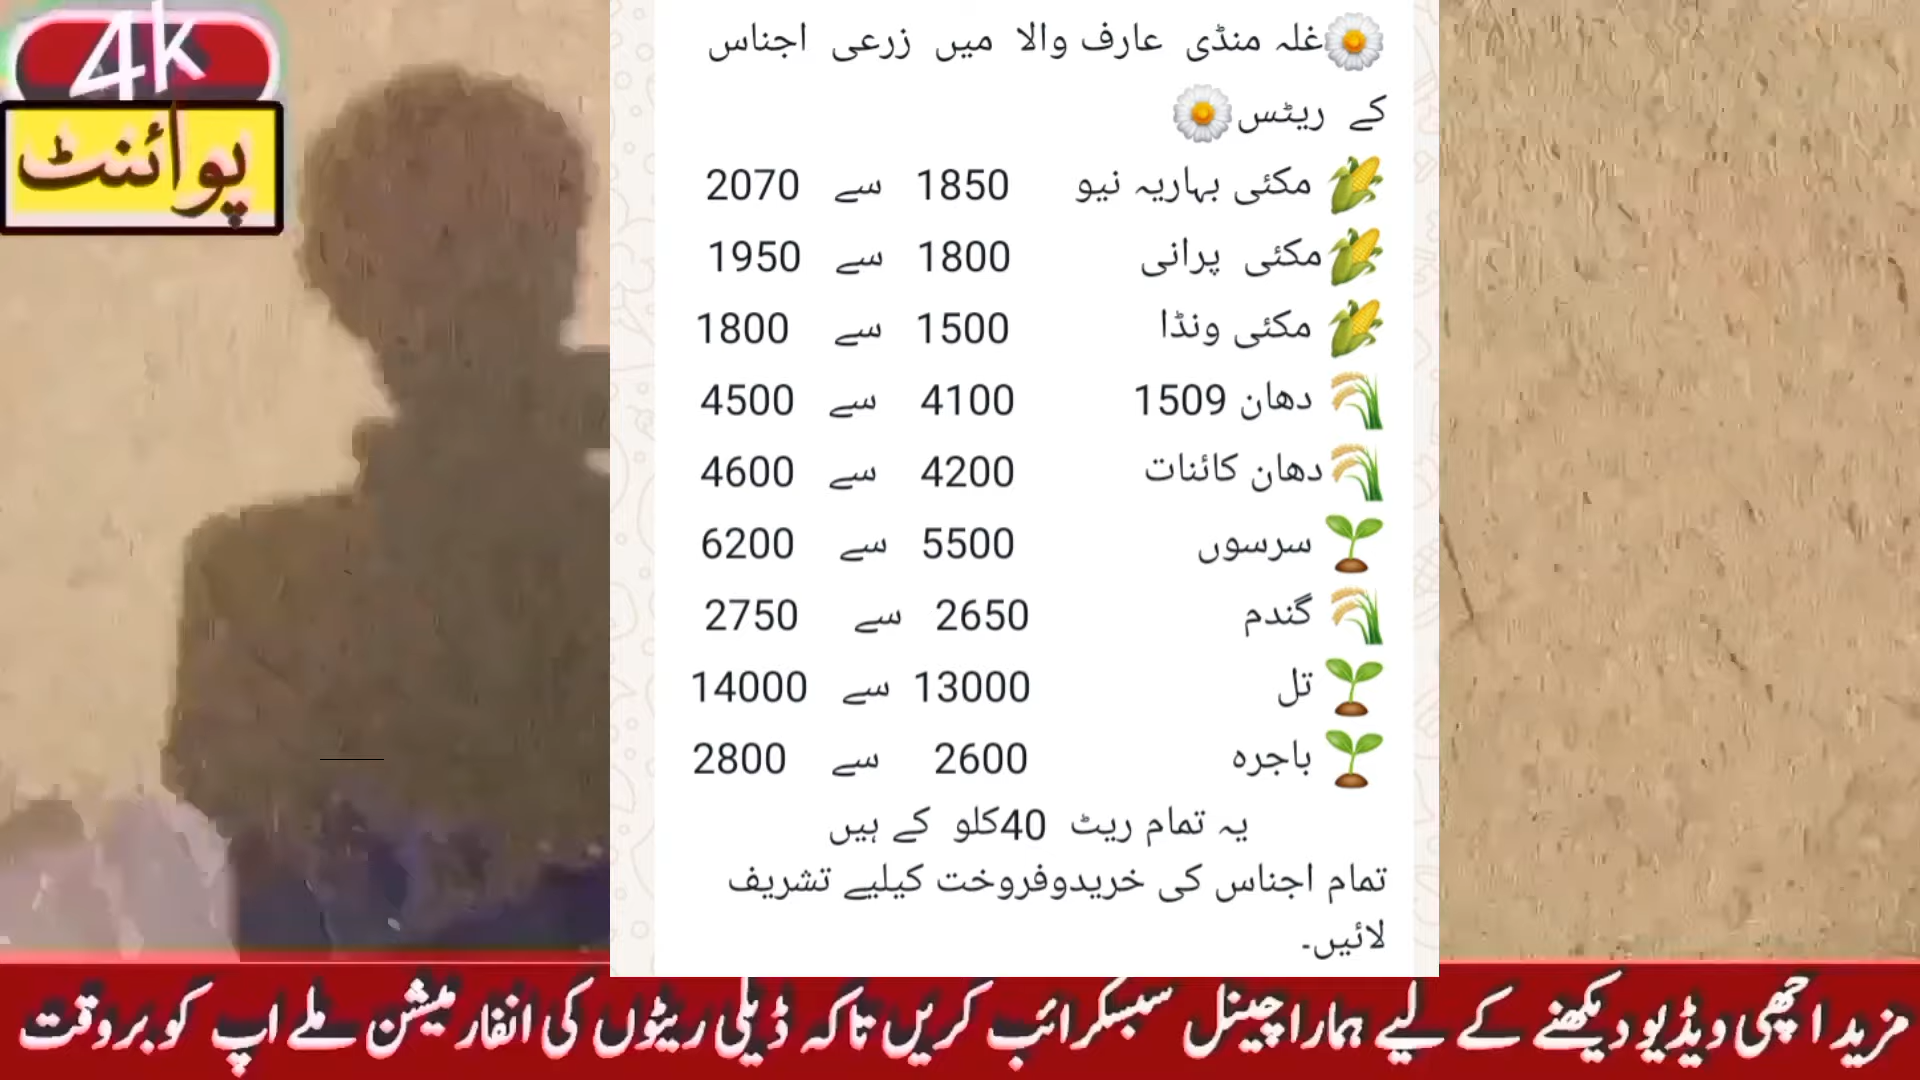 4k
پوائنٹ
غلہ منڈی عارف والا میں زرعی اجناس
کے ریٹس
مکئی بہاریہ نیو 1850 سے 2070
مکئی پرانی 1800 سے 1950
مکئی ونڈا 1500 سے 1800
دھان 1509 4100 سے 4500
دھان کائنات 4200 سے 4600
سرسوں 5500 سے 6200
گندم 2650 سے 2750
تل 13000 سے 14000
باجرہ 2600 سے 2800
یہ تمام ریٹ 40کلو کے ہیں
تمام اجناس کی خریدوفروخت کیلیے تشریف
لائیں۔
مزید اچھی ویڈیو دیکھنے کے لیے ہمارا چینل سبسکرائب کریں تاکہ ڈیلی ریٹوں کی انفارمیشن ملے اپ کو بروقت